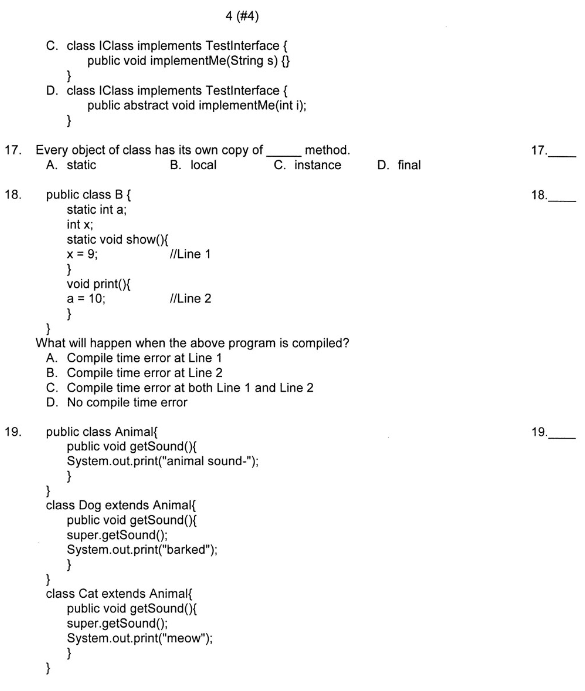 4 (#4)
C. class IClass implements TestInterface {
public void implementMe(String s) {}
}
D. class IClass implements TestInterface {
public abstract void implementMe(int i);
}
17. Every object of class has its own copy of _____ method. 17.____
A. static B. local C. instance D. final
18. public class B { 18.____
static int a;
int x;
static void show(){
x = 9; //Line 1
}
void print(){
a = 10; //Line 2
}
}
What will happen when the above program is compiled?
A. Compile time error at Line 1
B. Compile time error at Line 2
C. Compile time error at both Line 1 and Line 2
D. No compile time error
19. public class Animal{ 19.____
public void getSound(){
System.out.print("animal sound-");
}
}
class Dog extends Animal{
public void getSound(){
super.getSound();
System.out.print("barked");
}
}
class Cat extends Animal{
public void getSound(){
super.getSound();
System.out.print("meow");
}
}